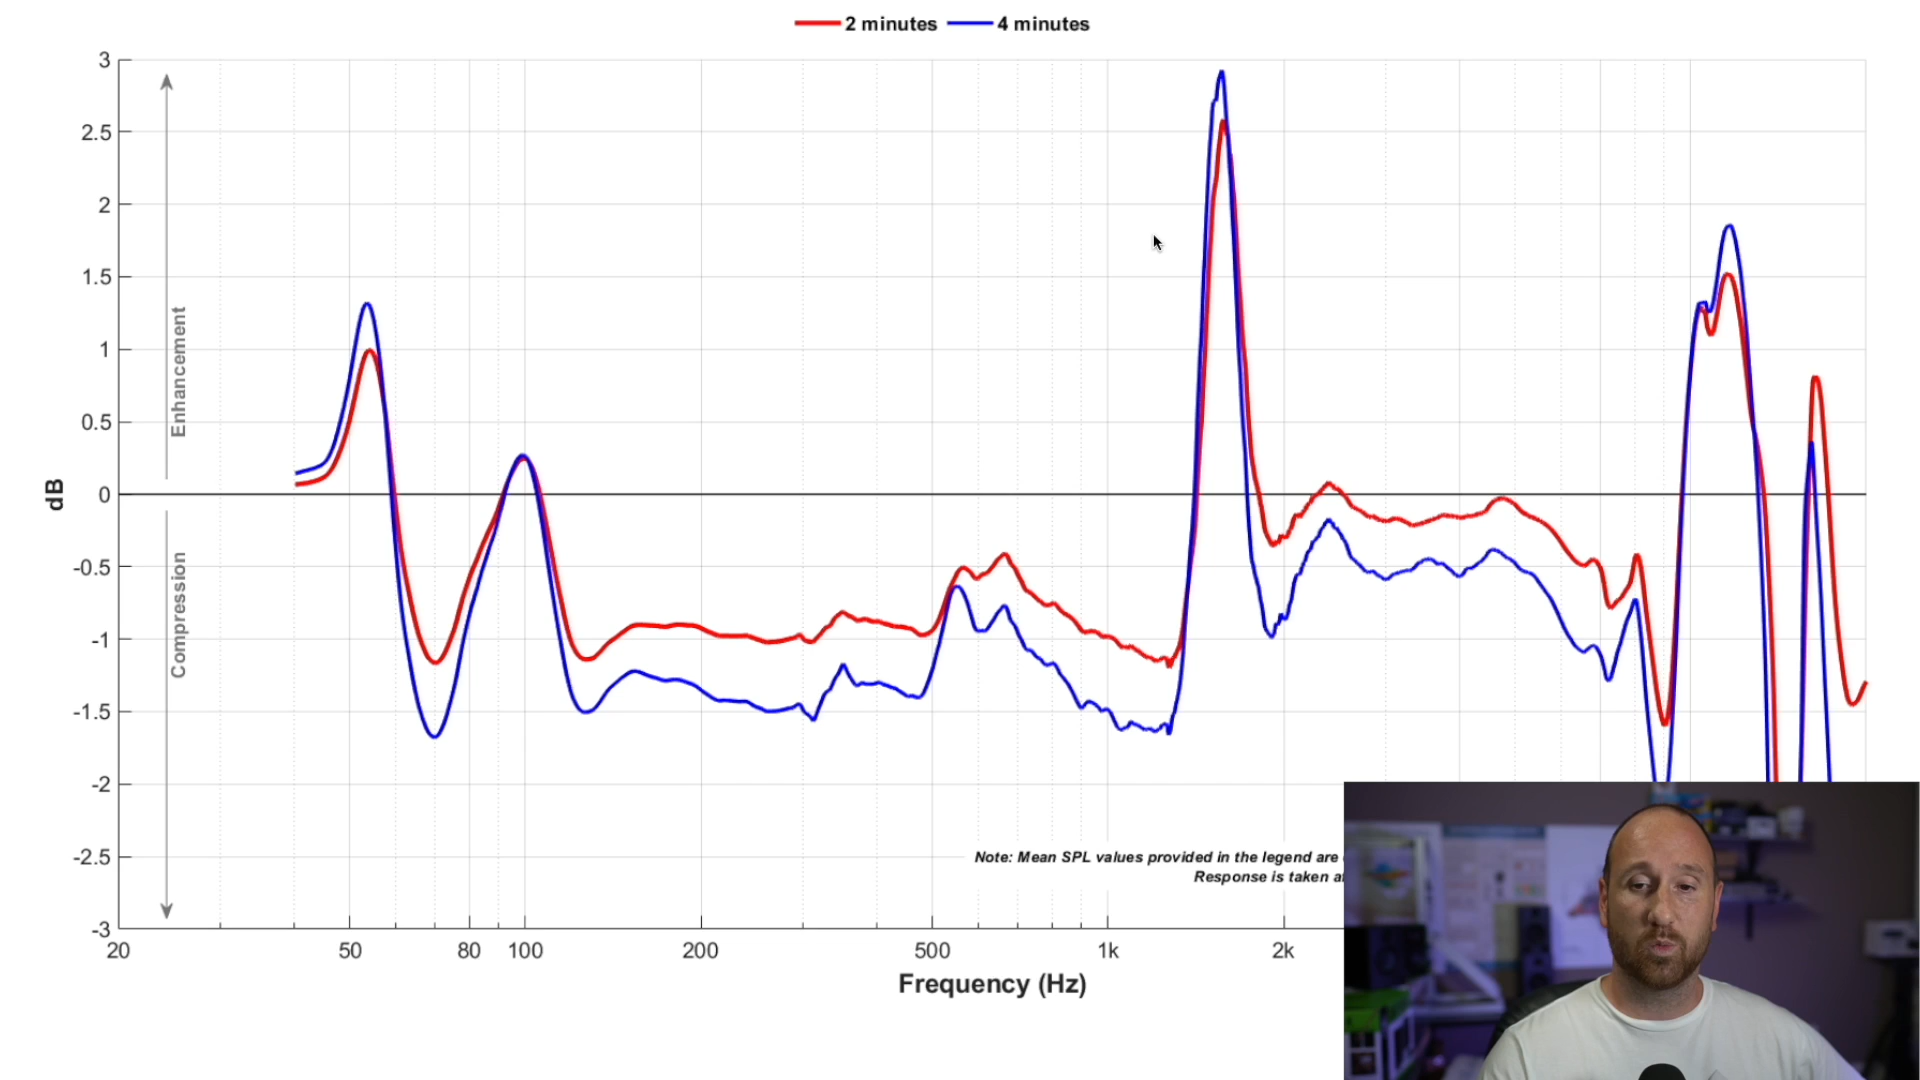 2 minutes 4 minutes
3
2.5
2
1.5
1
0.5
0
-0.5
-1
-1.5
-2
-2.5
-3
dB
Enhancement
Compression
Note: Mean SPL values provided in the legend are
Response is taken
20 50 80 100 200 500 1k 2k
Frequency (Hz)